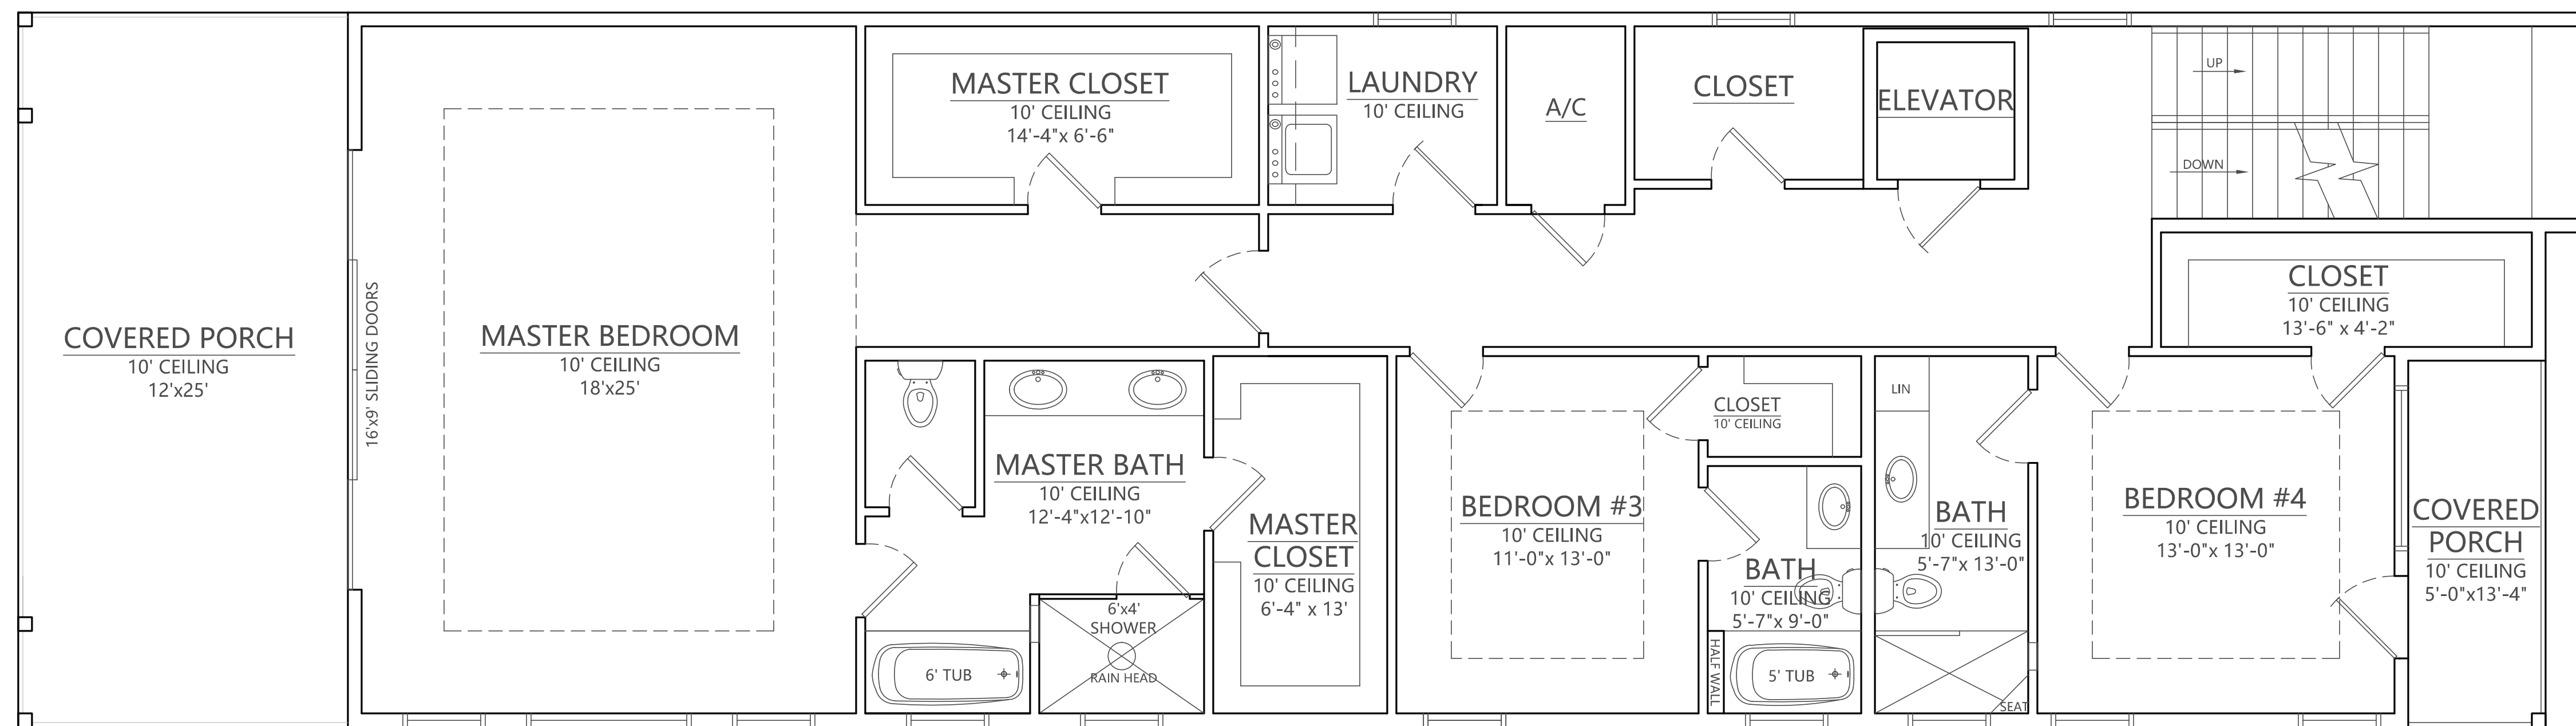 COVERED PORCH
10' CEILING
12'x25'
16'x9' SLIDING DOORS
MASTER BEDROOM
10' CEILING
18'x25'
MASTER CLOSET
10' CEILING
14'-4"x 6'-6"
LAUNDRY
10' CEILING
A/C
CLOSET
ELEVATOR
UP
DOWN
CLOSET
10' CEILING
13'-6" x 4'-2"
MASTER BATH
10' CEILING
12'-4"x12'-10"
6' TUB
6'x4'
SHOWER
RAIN HEAD
MASTER
CLOSET
10' CEILING
6'-4" x 13'
BEDROOM #3
10' CEILING
11'-0"x 13'-0"
CLOSET
10' CEILING
BATH
10' CEILING
5'-7"x 9'-0"
HALF WALL
5' TUB
LIN
BATH
10' CEILING
5'-7"x 13'-0"
SEAT
BEDROOM #4
10' CEILING
13'-0"x 13'-0"
COVERED
PORCH
10' CEILING
5'-0"x13'-4"